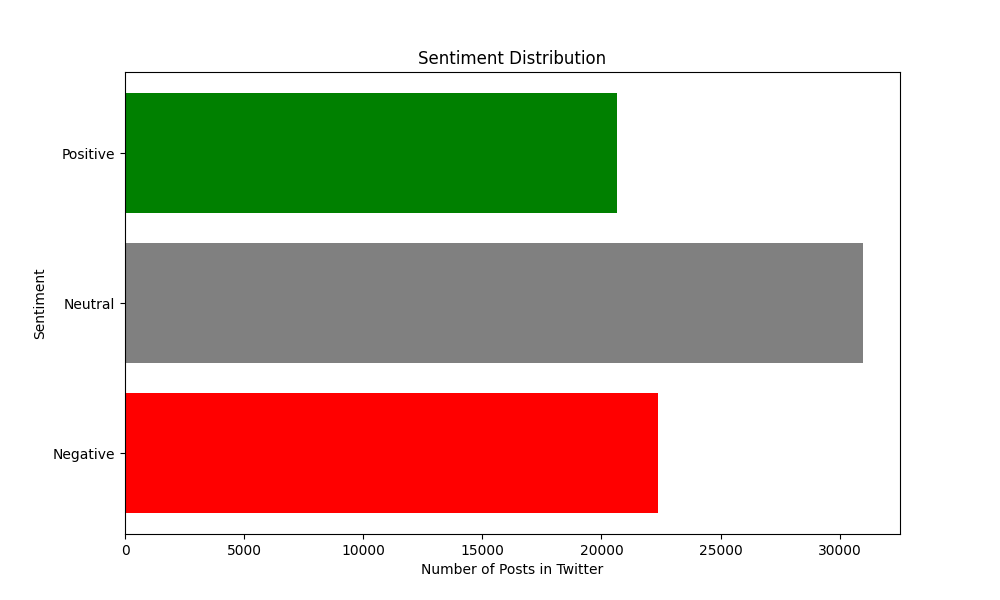 Sentiment Distribution
Positive
Neutral
Negative
Sentiment
0 5000 10000 15000 20000 25000 30000
Number of Posts in Twitter